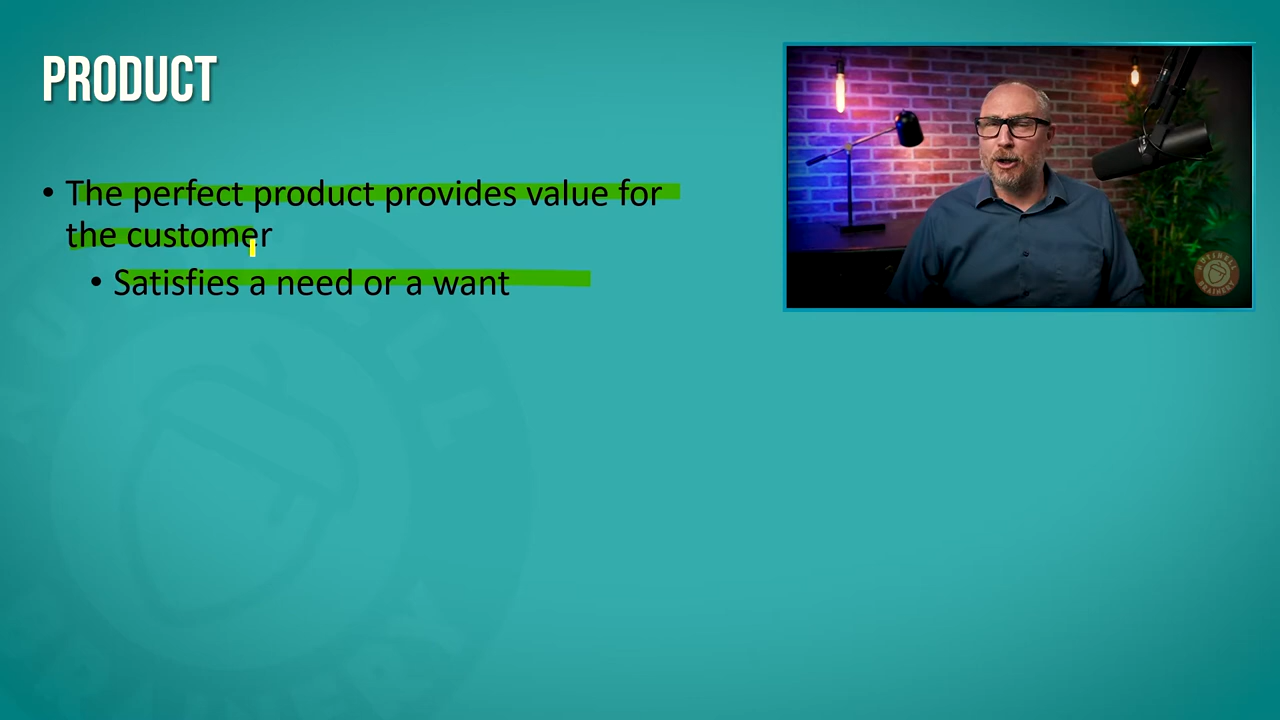 PRODUCT
• The perfect product provides value for
the customer
• Satisfies a need or a want